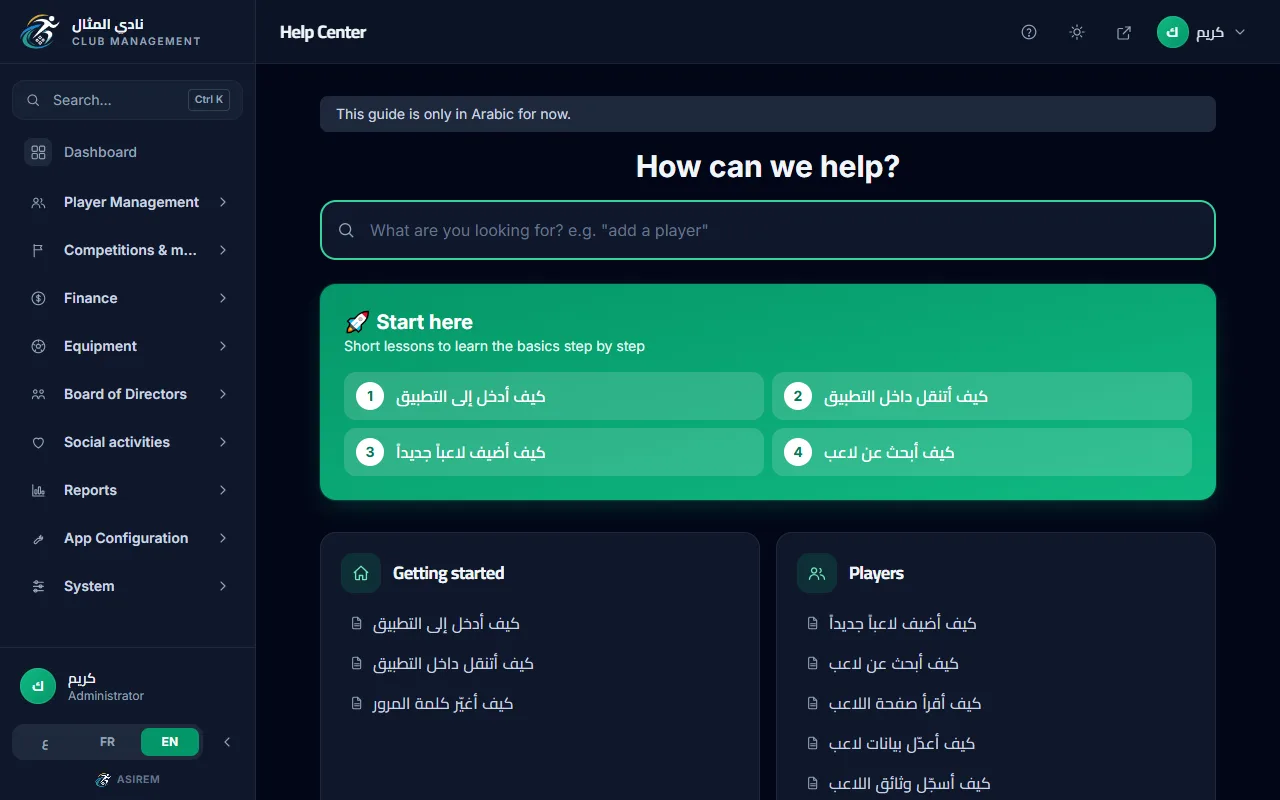 نادي المثال
CLUB MANAGEMENT
Search...
Ctrl K
Dashboard
Player Management
Competitions & m...
Finance
Equipment
Board of Directors
Social activities
Reports
App Configuration
System
ك
كريم
Administrator
ع
FR
EN
ASIREM
Help Center
ك
كريم
This guide is only in Arabic for now.
How can we help?
What are you looking for? e.g. "add a player"
🚀 Start here
Short lessons to learn the basics step by step
1 كيف أدخل إلى التطبيق
2 كيف أتنقل داخل التطبيق
3 كيف أضيف لاعباً جديداً
4 كيف أبحث عن لاعب
Getting started
كيف أدخل إلى التطبيق
كيف أتنقل داخل التطبيق
كيف أغيّر كلمة المرور
Players
كيف أضيف لاعباً جديداً
كيف أبحث عن لاعب
كيف أقرأ صفحة اللاعب
كيف أعدّل بيانات لاعب
كيف أسجّل وثائق اللاعب